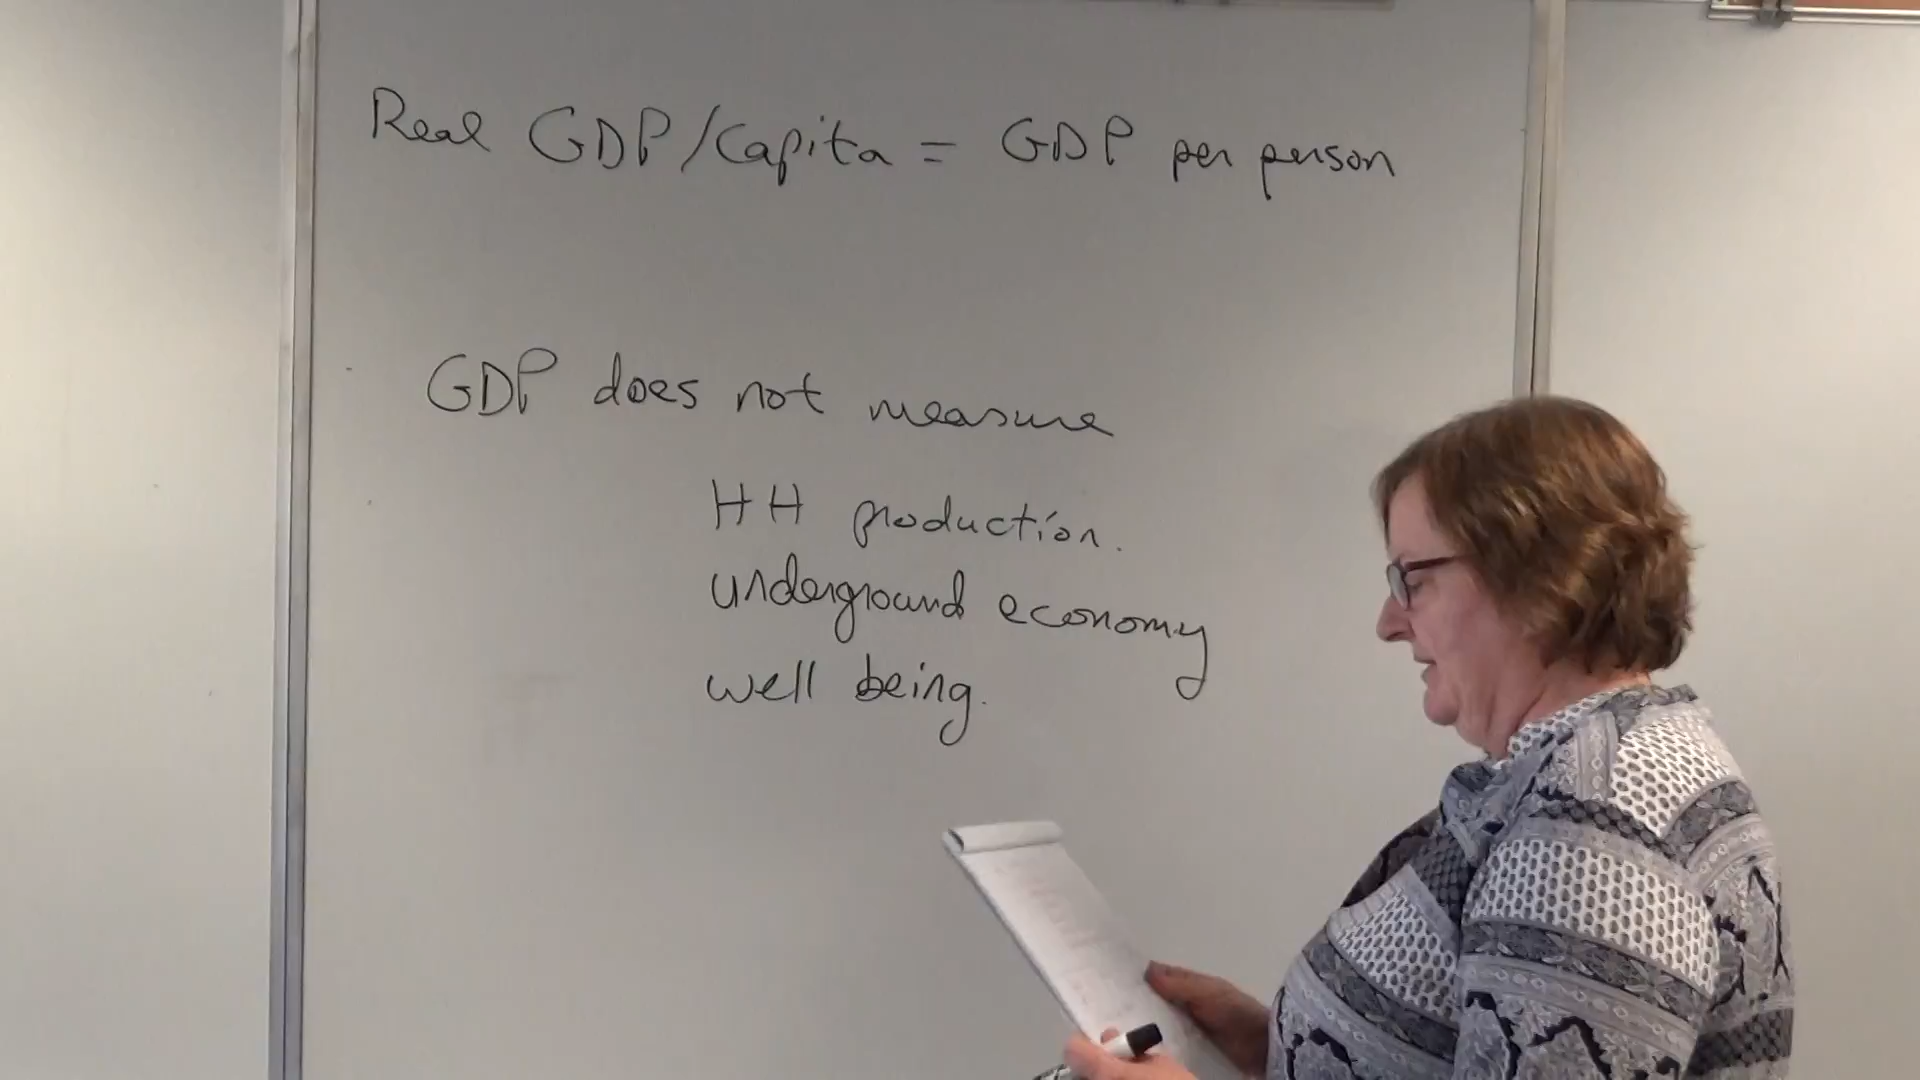 Real GDP/Capita = GDP per person
GDP does not measure
HH production.
underground economy
well being.